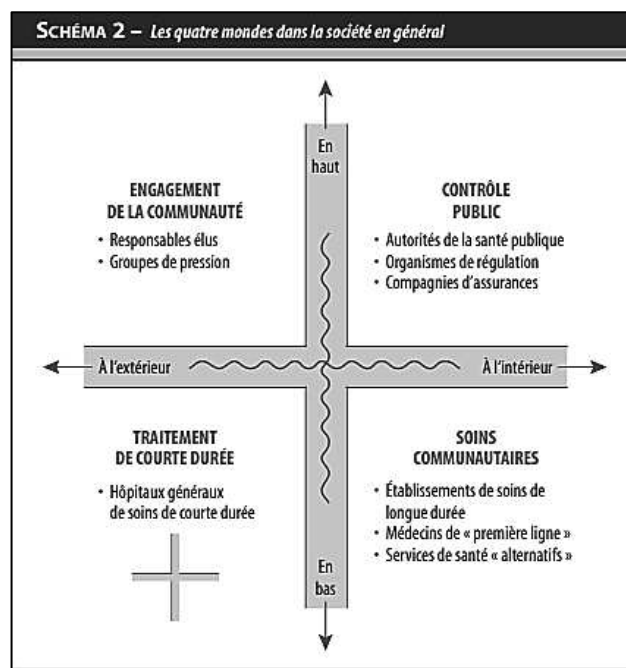 SCHÉMA 2 – Les quatre mondes dans la société en général
En
haut
ENGAGEMENT
DE LA COMMUNAUTÉ
• Responsables élus
• Groupes de pression
CONTRÔLE
PUBLIC
• Autorités de la santé publique
• Organismes de régulation
• Compagnies d'assurances
À l'extérieur
À l'intérieur
TRAITEMENT
DE COURTE DURÉE
• Hôpitaux généraux
de soins de courte durée
SOINS
COMMUNAUTAIRES
• Établissements de soins de
longue durée
• Médecins de « première ligne »
• Services de santé « alternatifs »
En
bas